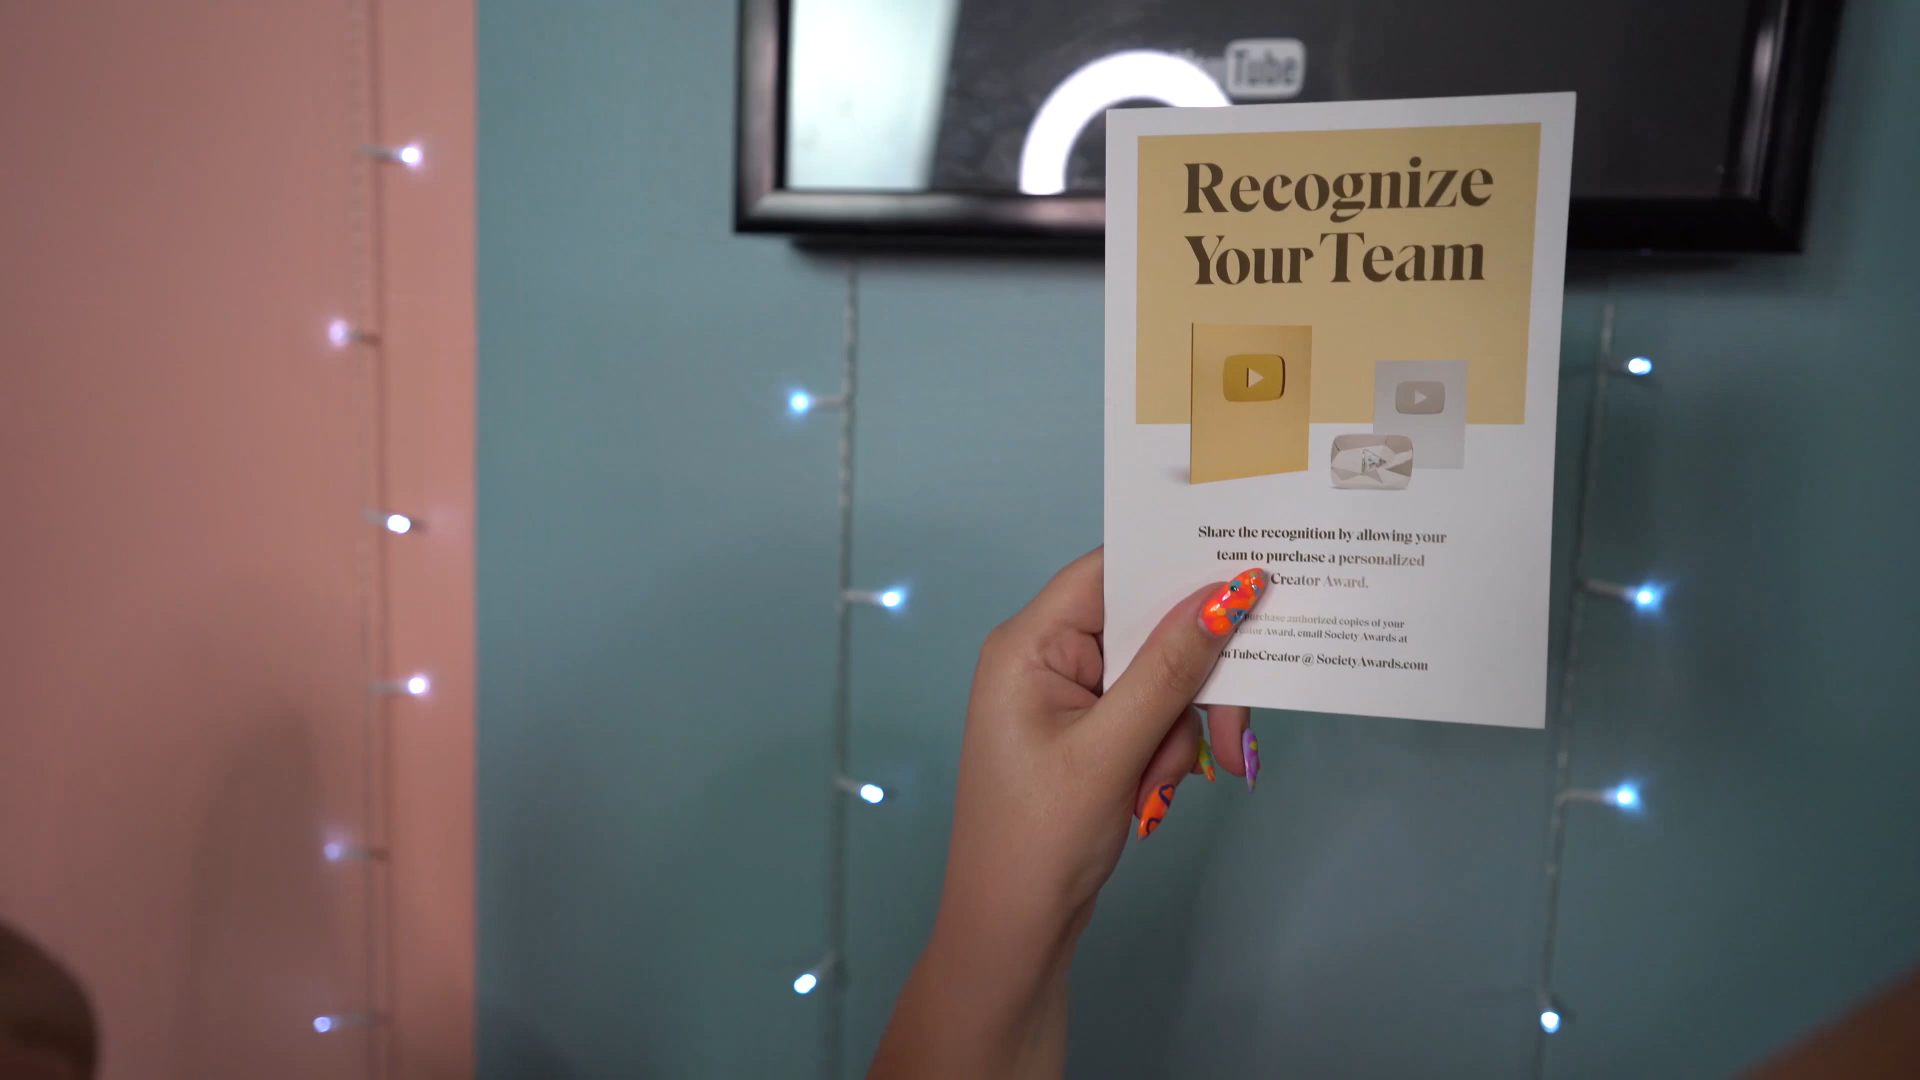 Tube
Recognize
Your Team
Share the recognition by allowing your
team to purchase a personalized
Creator Award.
purchase authorized copies of your
Award, email Society Awards at
SocietyAwards.com